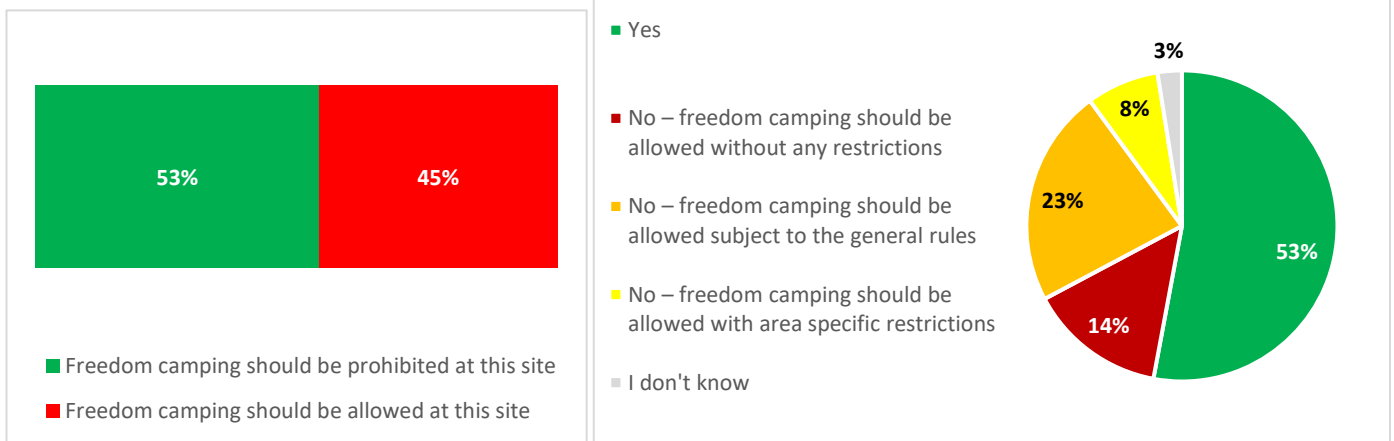 53%
45%
Freedom camping should be prohibited at this site
Freedom camping should be allowed at this site
Yes
No – freedom camping should be
allowed without any restrictions
No – freedom camping should be
allowed subject to the general rules
No – freedom camping should be
allowed with area specific restrictions
I don't know
3%
8%
23%
53%
14%